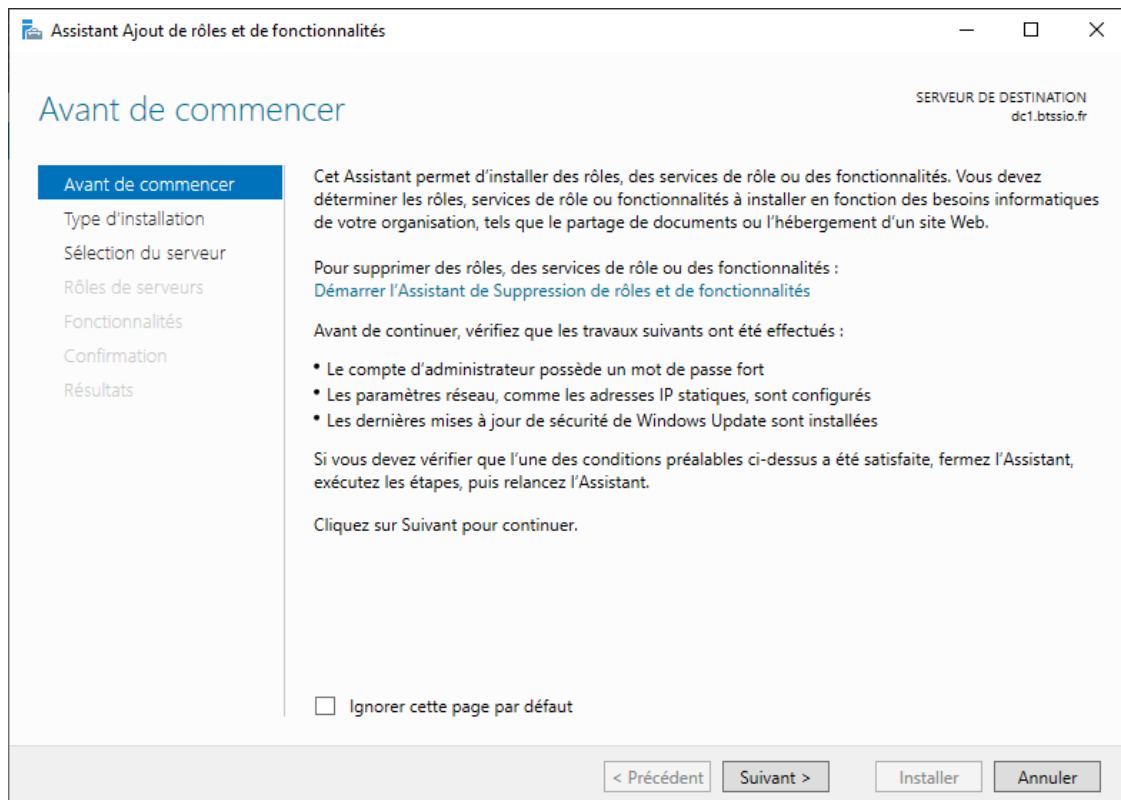 Assistant Ajout de rôles et de fonctionnalités
Avant de commencer
SERVEUR DE DESTINATION
dc1.btssio.fr
Avant de commencer
Type d'installation
Sélection du serveur
Rôles de serveurs
Fonctionnalités
Confirmation
Résultats
Cet Assistant permet d'installer des rôles, des services de rôle ou des fonctionnalités. Vous devez
déterminer les rôles, services de rôle ou fonctionnalités à installer en fonction des besoins informatiques
de votre organisation, tels que le partage de documents ou l'hébergement d'un site Web.
Pour supprimer des rôles, des services de rôle ou des fonctionnalités :
Démarrer l'Assistant de Suppression de rôles et de fonctionnalités
Avant de continuer, vérifiez que les travaux suivants ont été effectués :
• Le compte d'administrateur possède un mot de passe fort
• Les paramètres réseau, comme les adresses IP statiques, sont configurés
• Les dernières mises à jour de sécurité de Windows Update sont installées
Si vous devez vérifier que l'une des conditions préalables ci-dessus a été satisfaite, fermez l'Assistant,
exécutez les étapes, puis relancez l'Assistant.
Cliquez sur Suivant pour continuer.
Ignorer cette page par défaut
< Précédent
Suivant >
Installer
Annuler